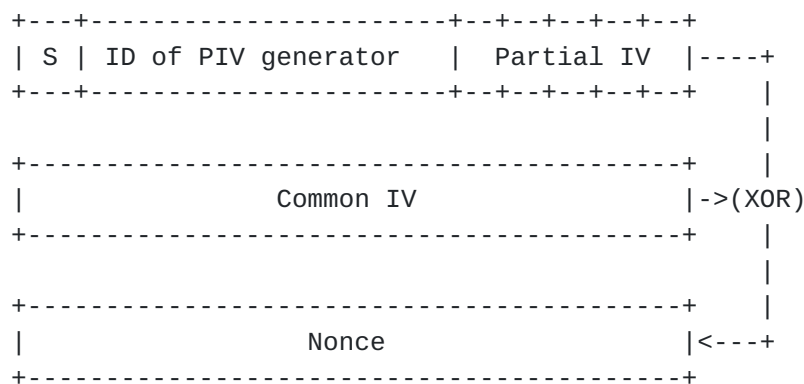 +---+-----------------------+--+--+--+--+--+
| S | ID of PIV generator   |  Partial IV  |----+
+---+-----------------------+--+--+--+--+--+    |
                                                |
+------------------------------------------+    |
|                Common IV                 |->(XOR)
+------------------------------------------+    |
                                                |
+------------------------------------------+    |
|                  Nonce                   |<---+
+------------------------------------------+